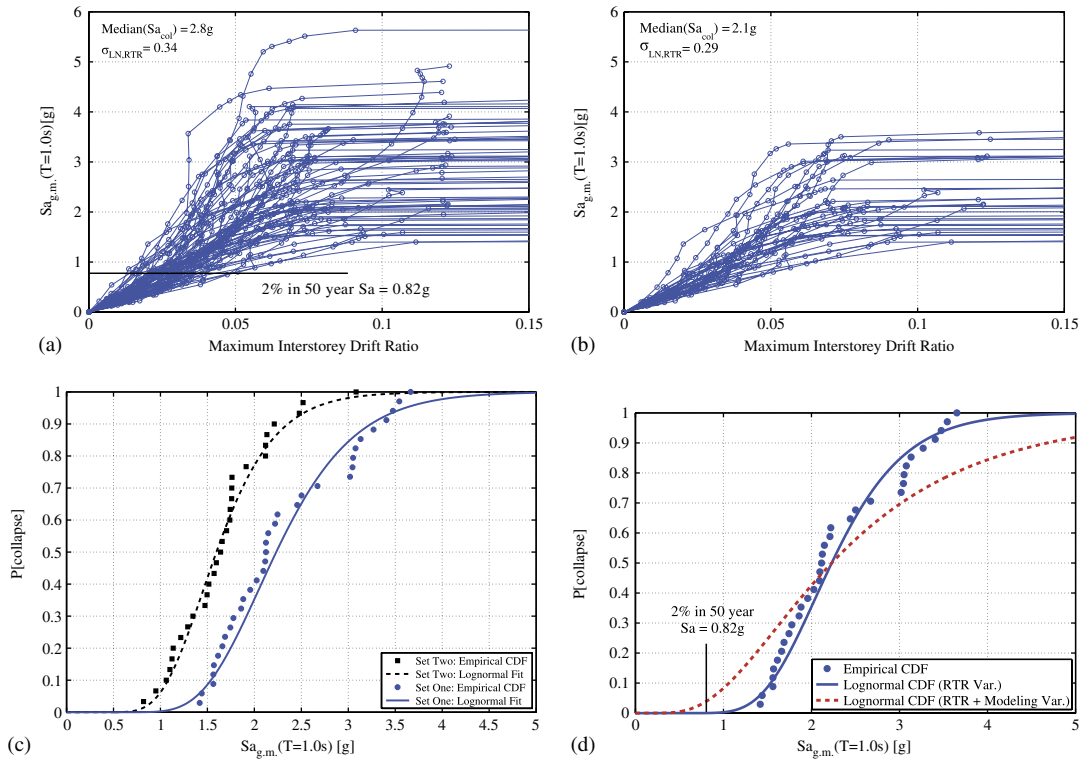 Median(Sa_col) = 2.8g
σ_LN,RTR = 0.34
6
5
4
3
2
1
0
Sa_g.m.(T=1.0s)[g]
2% in 50 year Sa = 0.82g
0
0.05
0.1
0.15
Maximum Interstorey Drift Ratio
(a)
Median(Sa_col) = 2.1g
σ_LN,RTR = 0.29
6
5
4
3
2
1
0
Sa_g.m.(T=1.0s)[g]
0
0.05
0.1
0.15
Maximum Interstorey Drift Ratio
(b)
1
0.9
0.8
0.7
0.6
0.5
0.4
0.3
0.2
0.1
0
P[collapse]
Set Two: Empirical CDF
Set Two: Lognormal Fit
Set One: Empirical CDF
Set One: Lognormal Fit
0
0.5
1
1.5
2
2.5
3
3.5
4
4.5
5
Sa_g.m.(T=1.0s) [g]
(c)
1
0.9
0.8
0.7
0.6
0.5
0.4
0.3
0.2
0.1
0
P[collapse]
2% in 50 year
Sa = 0.82g
Empirical CDF
Lognormal CDF (RTR Var.)
Lognormal CDF (RTR + Modeling Var.)
0
1
2
3
4
5
Sa_g.m.(T=1.0s) [g]
(d)